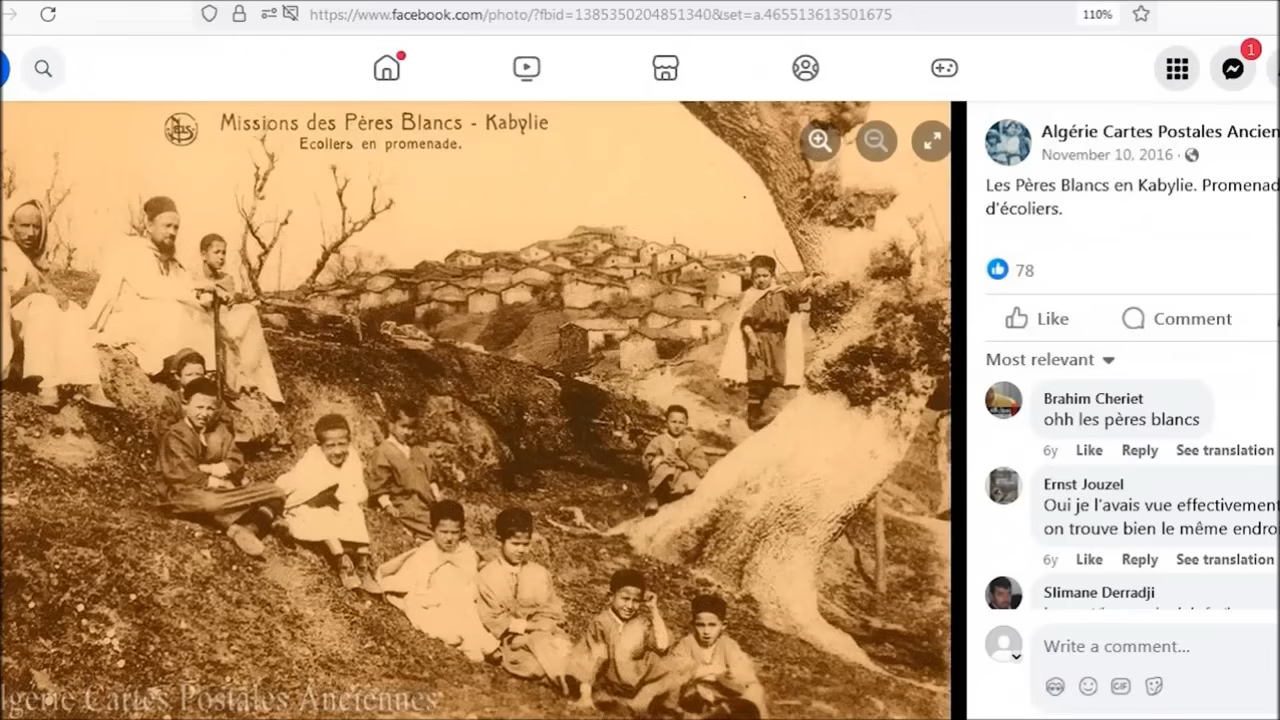 https://www.facebook.com/photo/?fbid=1385350204851340&set=a.465513613501675
110%
1
Missions des Pères Blancs - Kabylie
Ecoliers en promenade.
Algérie Cartes Postales Ancien
November 10, 2016
Les Pères Blancs en Kabylie. Promenad
d'écoliers.
78
Like Comment
Most relevant
Brahim Cheriet
ohh les pères blancs
6y Like Reply See translation
Ernst Jouzel
Oui je l'avais vue effectivement
on trouve bien le même endro
6y Like Reply See translation
Slimane Derradji
Write a comment...
GIF
lgérie Cartes Postales Anciennes